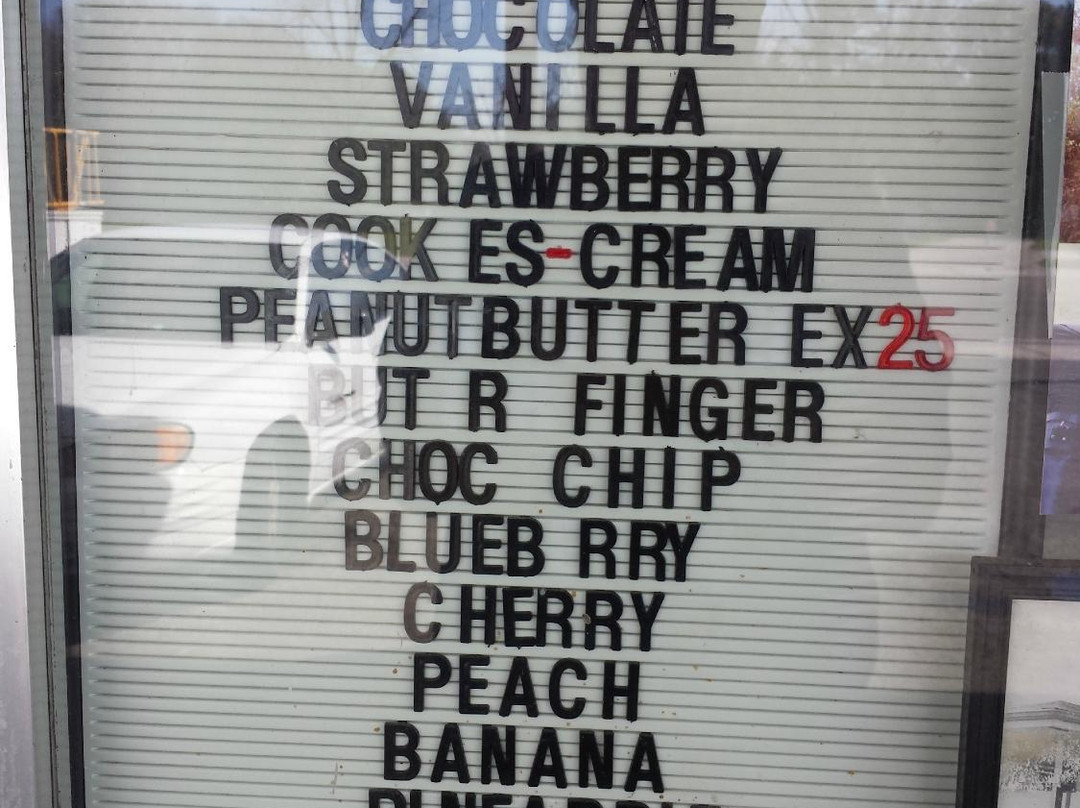 CHOCOLATE
VANILLA
STRAWBERRY
COOK ES-CREAM
PEANUTBUTTER EX25
BUT R FINGER
CHOC CHIP
BLUEB RRY
CHERRY
PEACH
BANANA